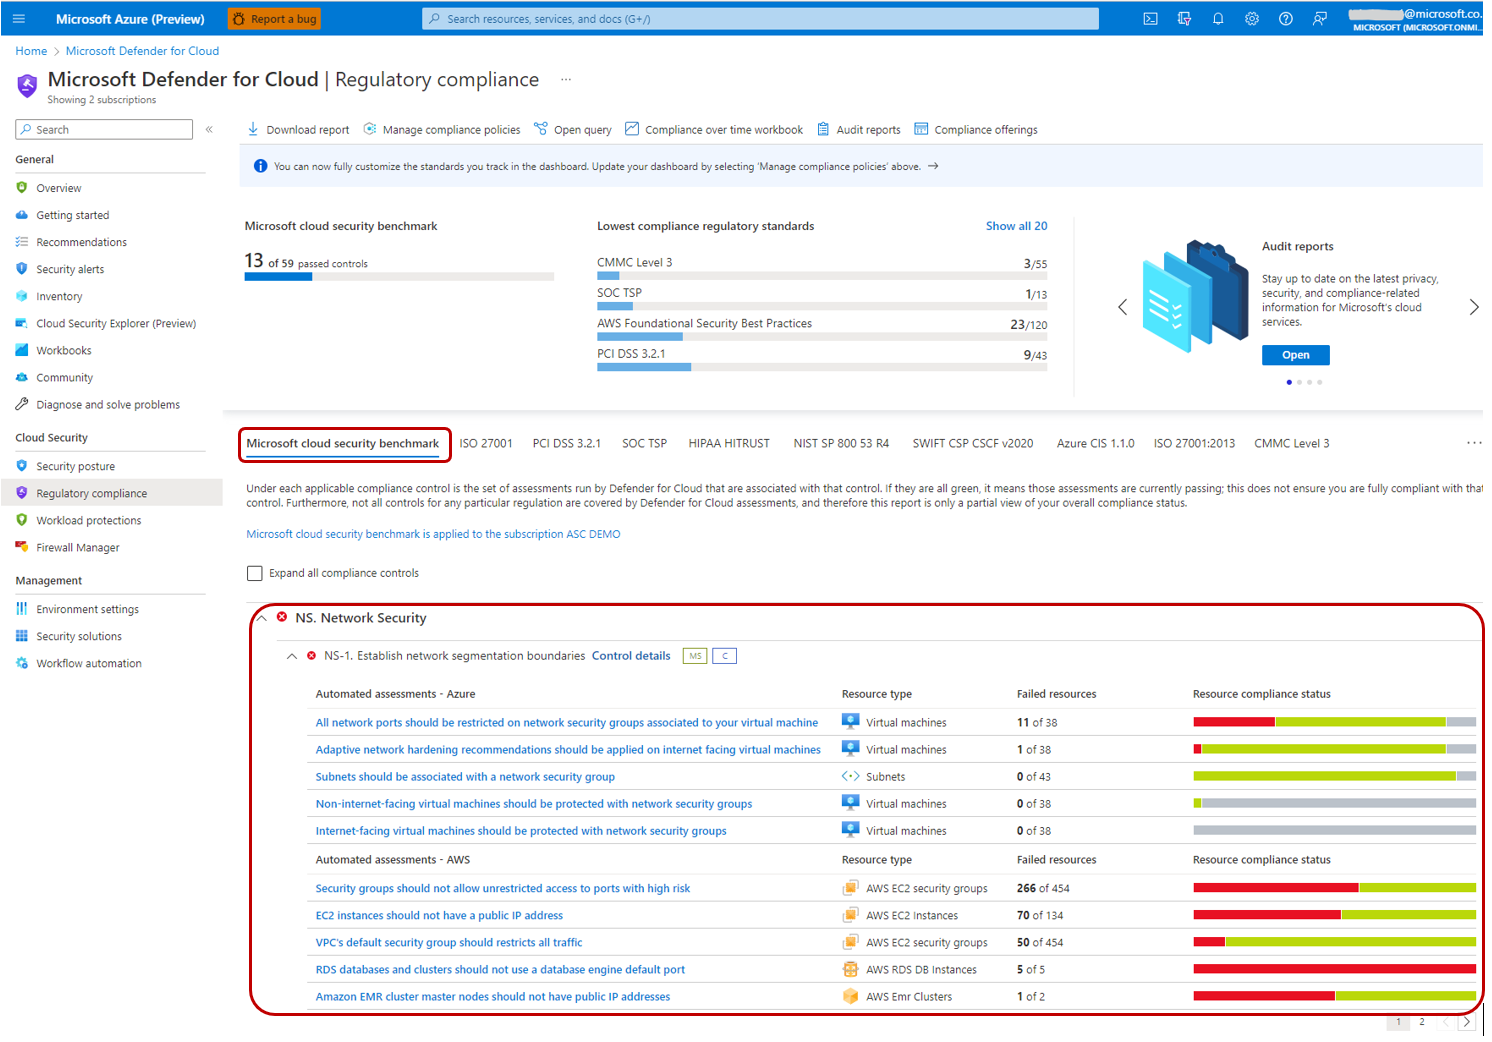 Microsoft Azure (Preview)
Report a bug
Search resources, services, and docs (G+/)
@microsoft.co...
MICROSOFT (MICROSOFT.ONMI...
Home > Microsoft Defender for Cloud
Microsoft Defender for Cloud | Regulatory compliance ...
Showing 2 subscriptions
Search
«
Download report
Manage compliance policies
Open query
Compliance over time workbook
Audit reports
Compliance offerings
You can now fully customize the standards you track in the dashboard. Update your dashboard by selecting 'Manage compliance policies' above. →
General
Overview
Getting started
Recommendations
Security alerts
Inventory
Cloud Security Explorer (Preview)
Workbooks
Community
Diagnose and solve problems
Cloud Security
Security posture
Regulatory compliance
Workload protections
Firewall Manager
Management
Environment settings
Security solutions
Workflow automation
Microsoft cloud security benchmark
13 of 59 passed controls
Lowest compliance regulatory standards
Show all 20
CMMC Level 3 3/55
SOC TSP 1/13
AWS Foundational Security Best Practices 23/120
PCI DSS 3.2.1 9/43
Audit reports
Stay up to date on the latest privacy,
security, and compliance-related
information for Microsoft's cloud
services.
Open
Microsoft cloud security benchmark
ISO 27001
PCI DSS 3.2.1
SOC TSP
HIPAA HITRUST
NIST SP 800 53 R4
SWIFT CSP CSCF v2020
Azure CIS 1.1.0
ISO 27001:2013
CMMC Level 3
...
Under each applicable compliance control is the set of assessments run by Defender for Cloud that are associated with that control. If they are all green, it means those assessments are currently passing; this does not ensure you are fully compliant with that
control. Furthermore, not all controls for any particular regulation are covered by Defender for Cloud assessments, and therefore this report is only a partial view of your overall compliance status.
Microsoft cloud security benchmark is applied to the subscription ASC DEMO
Expand all compliance controls
NS. Network Security
NS-1. Establish network segmentation boundaries Control details MS C
Automated assessments - Azure Resource type Failed resources Resource compliance status
All network ports should be restricted on network security groups associated to your virtual machine Virtual machines 11 of 38
Adaptive network hardening recommendations should be applied on internet facing virtual machines Virtual machines 1 of 38
Subnets should be associated with a network security group Subnets 0 of 43
Non-internet-facing virtual machines should be protected with network security groups Virtual machines 0 of 38
Internet-facing virtual machines should be protected with network security groups Virtual machines 0 of 38
Automated assessments - AWS Resource type Failed resources Resource compliance status
Security groups should not allow unrestricted access to ports with high risk AWS EC2 security groups 266 of 454
EC2 instances should not have a public IP address AWS EC2 Instances 70 of 134
VPC's default security group should restricts all traffic AWS EC2 security groups 50 of 454
RDS databases and clusters should not use a database engine default port AWS RDS DB Instances 5 of 5
Amazon EMR cluster master nodes should not have public IP addresses AWS Emr Clusters 1 of 2
1 2 < >